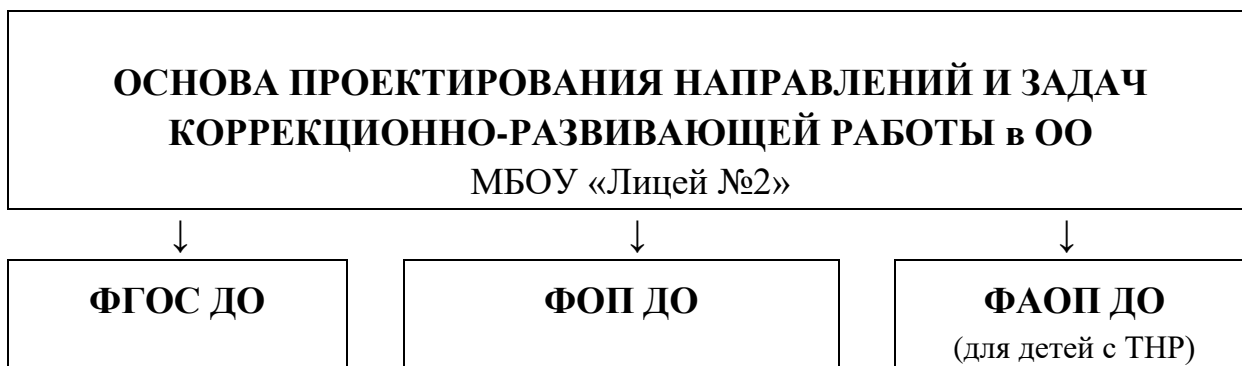 ОСНОВА ПРОЕКТИРОВАНИЯ НАПРАВЛЕНИЙ И ЗАДАЧ
КОРРЕКЦИОННО-РАЗВИВАЮЩЕЙ РАБОТЫ в ОО
МБОУ «Лицей №2»
↓ ↓ ↓
ФГОС ДО ФОП ДО ФАОП ДО
(для детей с ТНР)